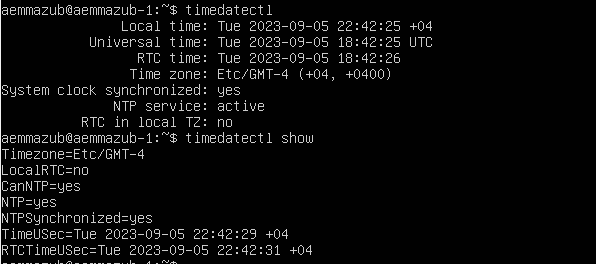 aemmazub@aemmazub-1:~$ timedatectl
Local time: Tue 2023-09-05 22:42:25 +04
Universal time: Tue 2023-09-05 18:42:25 UTC
RTC time: Tue 2023-09-05 18:42:26
Time zone: Etc/GMT-4 (+04, +0400)
System clock synchronized: yes
NTP service: active
RTC in local TZ: no
aemmazub@aemmazub-1:~$ timedatectl show
Timezone=Etc/GMT-4
LocalRTC=no
CanNTP=yes
NTP=yes
NTPSynchronized=yes
TimeUSec=Tue 2023-09-05 22:42:29 +04
RTCTimeUSec=Tue 2023-09-05 22:42:31 +04